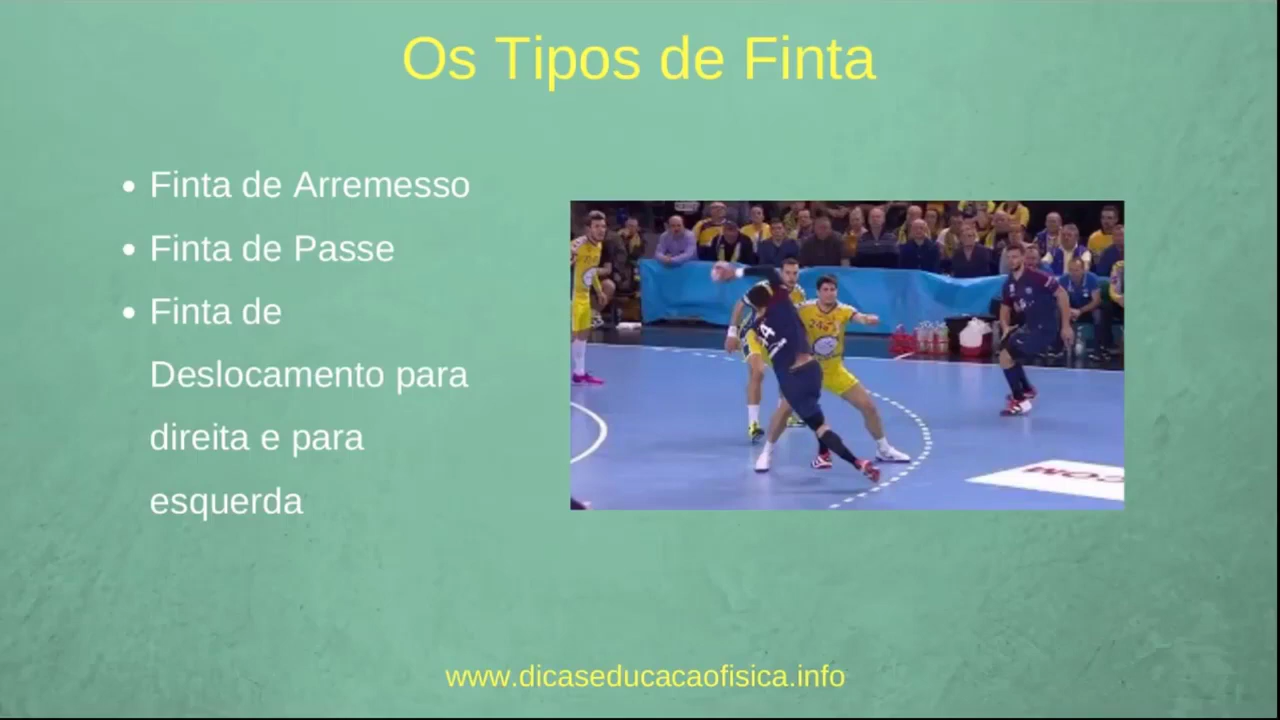 Os Tipos de Finta
• Finta de Arremesso
• Finta de Passe
• Finta de
Deslocamento para
direita e para
esquerda
24
www.dicaseducacaofisica.info